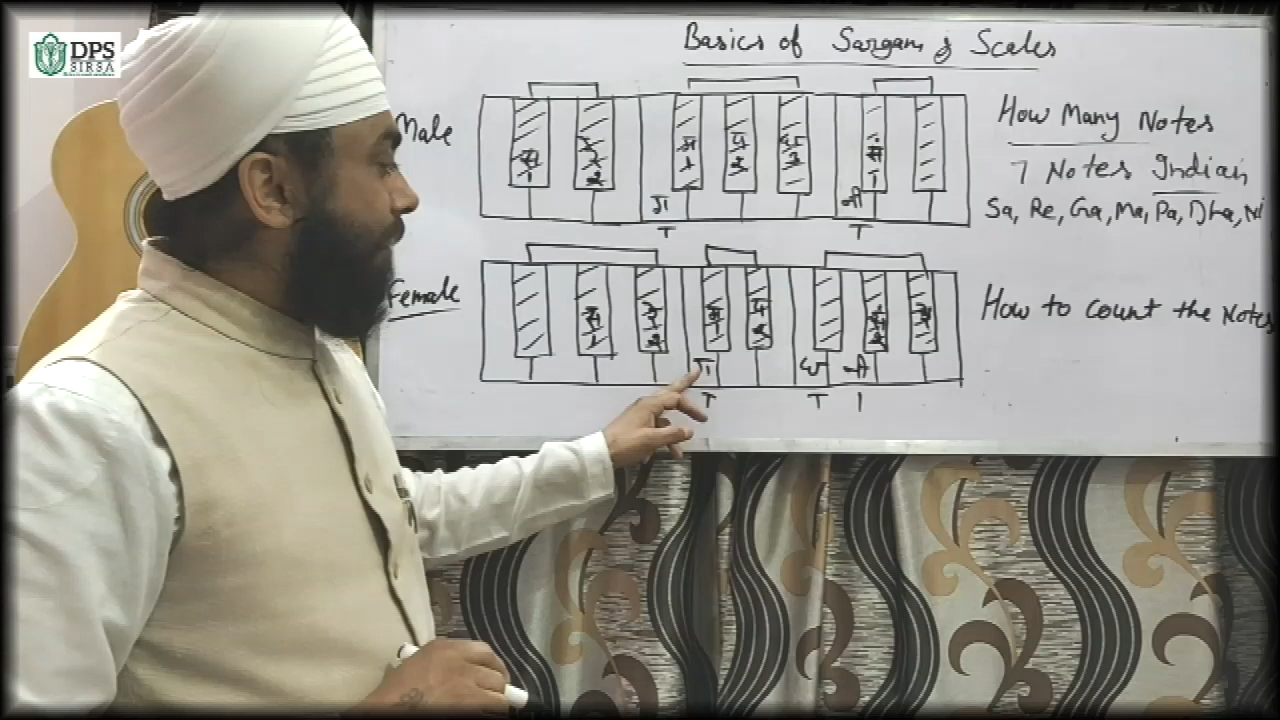 DPS
SIRSA
Basics of Sargam & Scales
Male
How Many Notes
7 Notes Indian
Sa, Re, Ga, Ma, Pa, Dha, Ni
ग
नी
T T
Female
How to count the Notes
ग
ध नी
T T 1